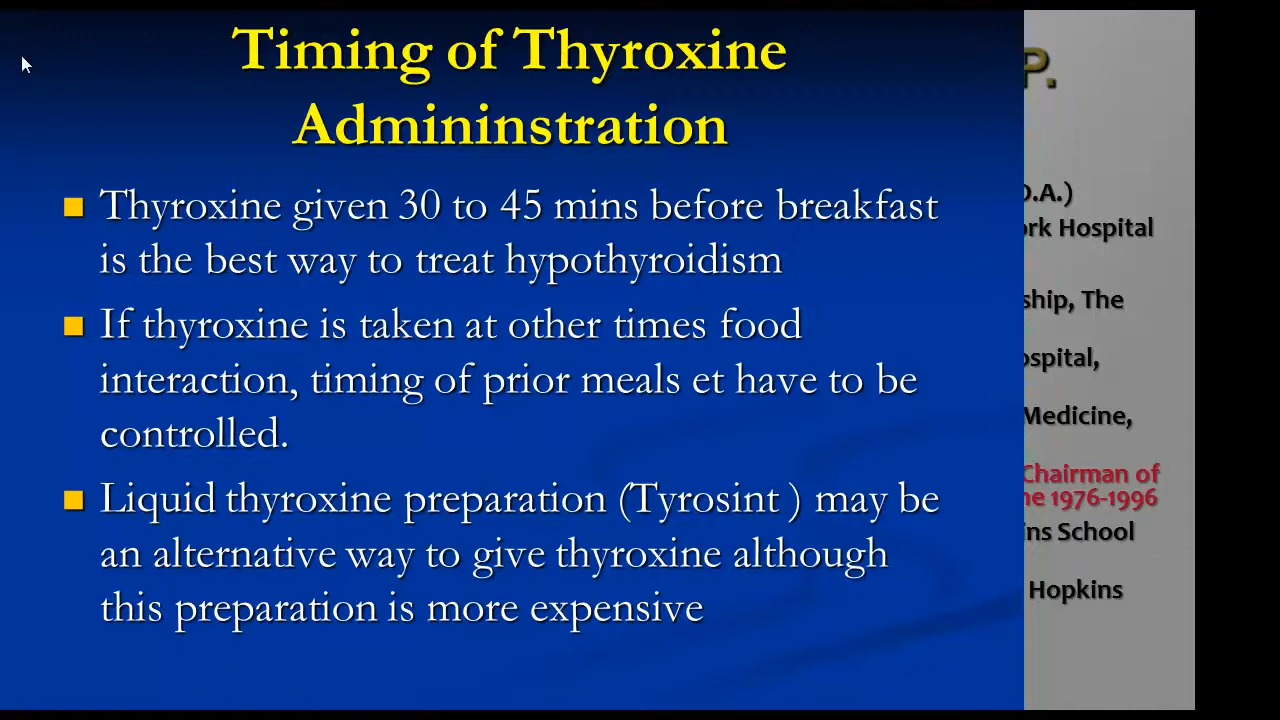 Timing of Thyroxine
Admininstration
Thyroxine given 30 to 45 mins before breakfast
is the best way to treat hypothyroidism
If thyroxine is taken at other times food
interaction, timing of prior meals et have to be
controlled.
Liquid thyroxine preparation (Tyrosint ) may be
an alternative way to give thyroxine although
this preparation is more expensive
P.
O.A.)
ork Hospital
ship, The
ospital,
Medicine,
Chairman of
ne 1976-1996
ins School
Hopkins